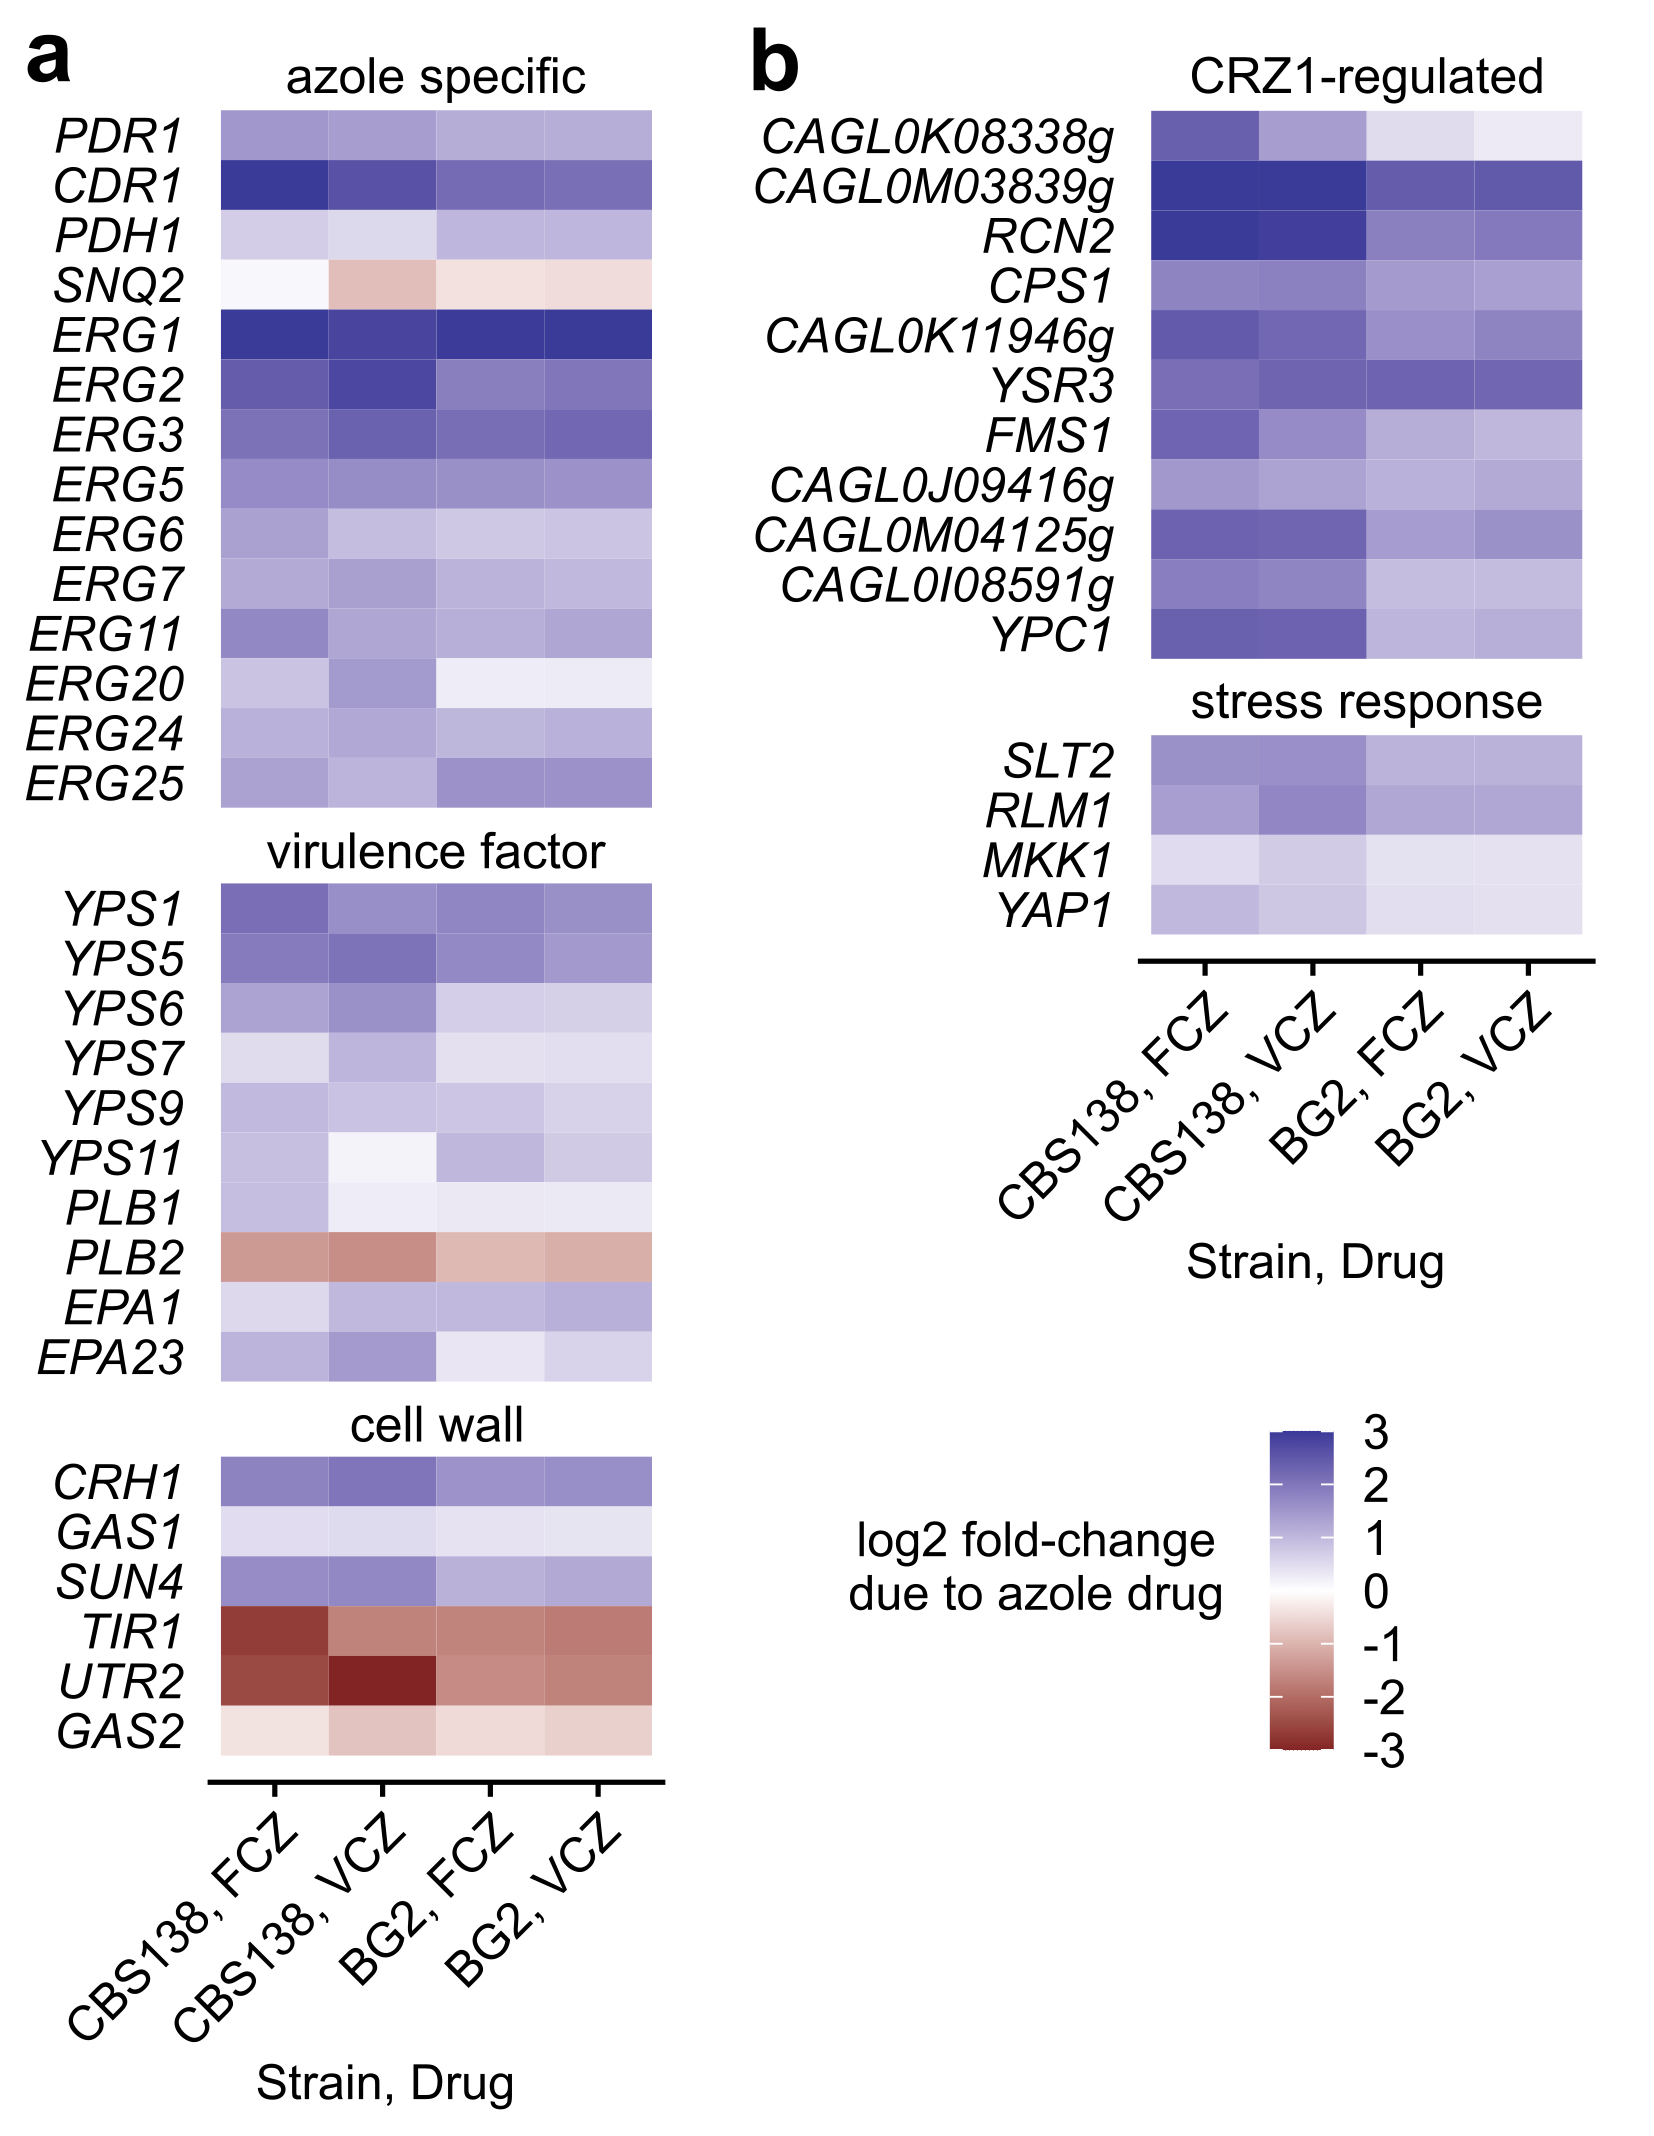 a
azole specific
PDR1
CDR1
PDH1
SNQ2
ERG1
ERG2
ERG3
ERG5
ERG6
ERG7
ERG11
ERG20
ERG24
ERG25
virulence factor
YPS1
YPS5
YPS6
YPS7
YPS9
YPS11
PLB1
PLB2
EPA1
EPA23
cell wall
CRH1
GAS1
SUN4
TIR1
UTR2
GAS2
CBS138, FCZ
CBS138, VCZ
BG2, FCZ
BG2, VCZ
Strain, Drug
b
CRZ1-regulated
CAGL0K08338g
CAGL0M03839g
RCN2
CPS1
CAGL0K11946g
YSR3
FMS1
CAGL0J09416g
CAGL0M04125g
CAGL0I08591g
YPC1
stress response
SLT2
RLM1
MKK1
YAP1
CBS138, FCZ
CBS138, VCZ
BG2, FCZ
BG2, VCZ
Strain, Drug
log2 fold-change
due to azole drug
3
2
1
0
-1
-2
-3